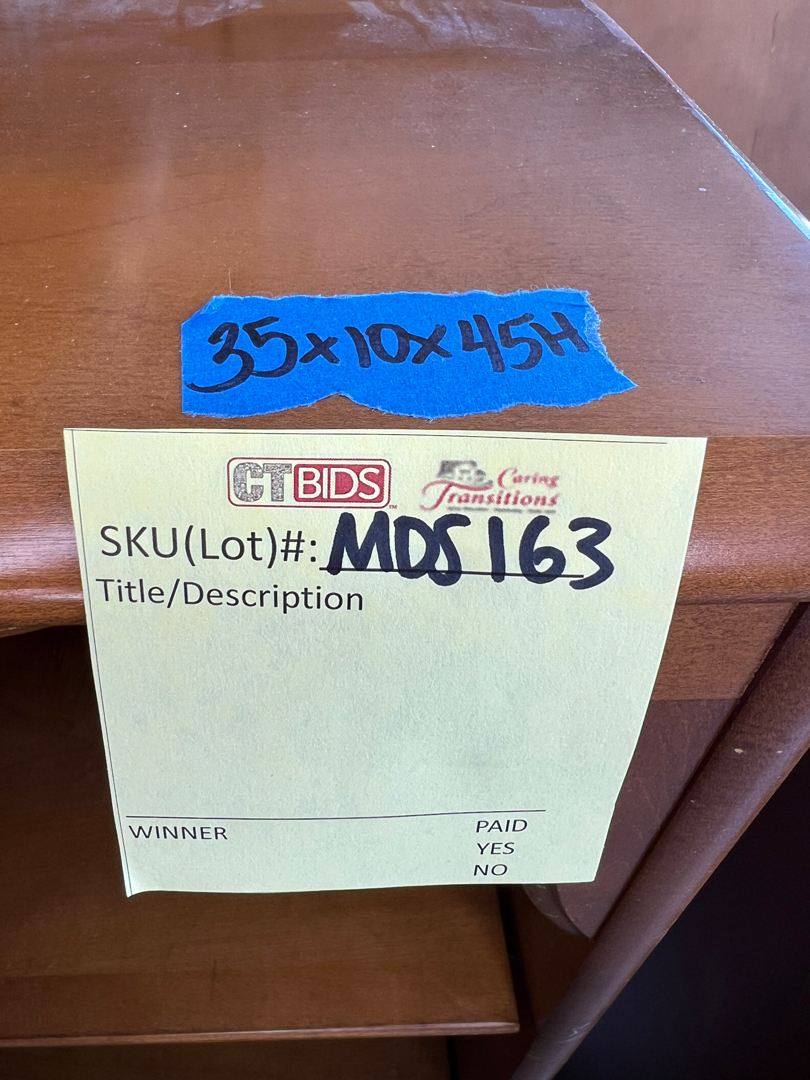 35x10x45H
CTBIDS
Caring
Transitions
SKU(Lot)#: MDS163
Title/Description
WINNER
PAID
YES
NO